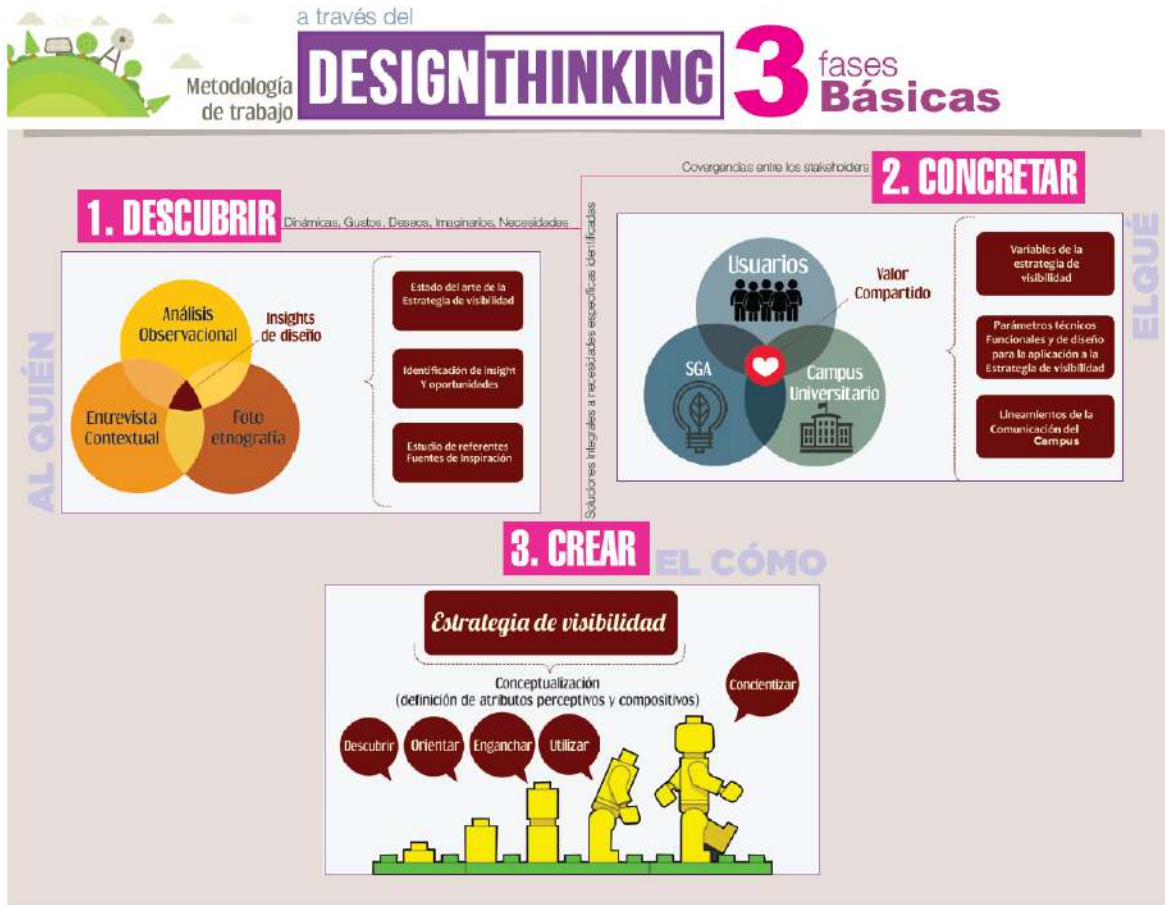 a través del
Metodología
de trabajo
DESIGN THINKING
3
fases
Básicas
1. DESCUBRIR
Dinámicas, Gustos, Deseos, Imaginarios, Necesidades
AL QUIÉN
Análisis
Observacional
Insights
de diseño
Entrevista
Contextual
Foto
etnografía
Estado del arte de la
Estrategia de visibilidad
Identificación de Insight
Y oportunidades
Estudio de referentes
Fuentes de Inspiración
Covergencias entre los stakeholders
2. CONCRETAR
EL QUÉ
Usuarios
Valor
Compartido
SGA
Campus
Universitario
Variables de la
estrategia de
visibilidad
Parámetros técnicos
Funcionales y de diseño
para la aplicación a la
Estrategia de visibilidad
Lineamientos de la
Comunicación del
Campus
Soluciones Integrales a necesidades específicas identificadas
3. CREAR
EL CÓMO
Estrategia de visibilidad
Conceptualización
(definición de atributos perceptivos y compositivos)
Descubrir
Orientar
Enganchar
Utilizar
Concientizar